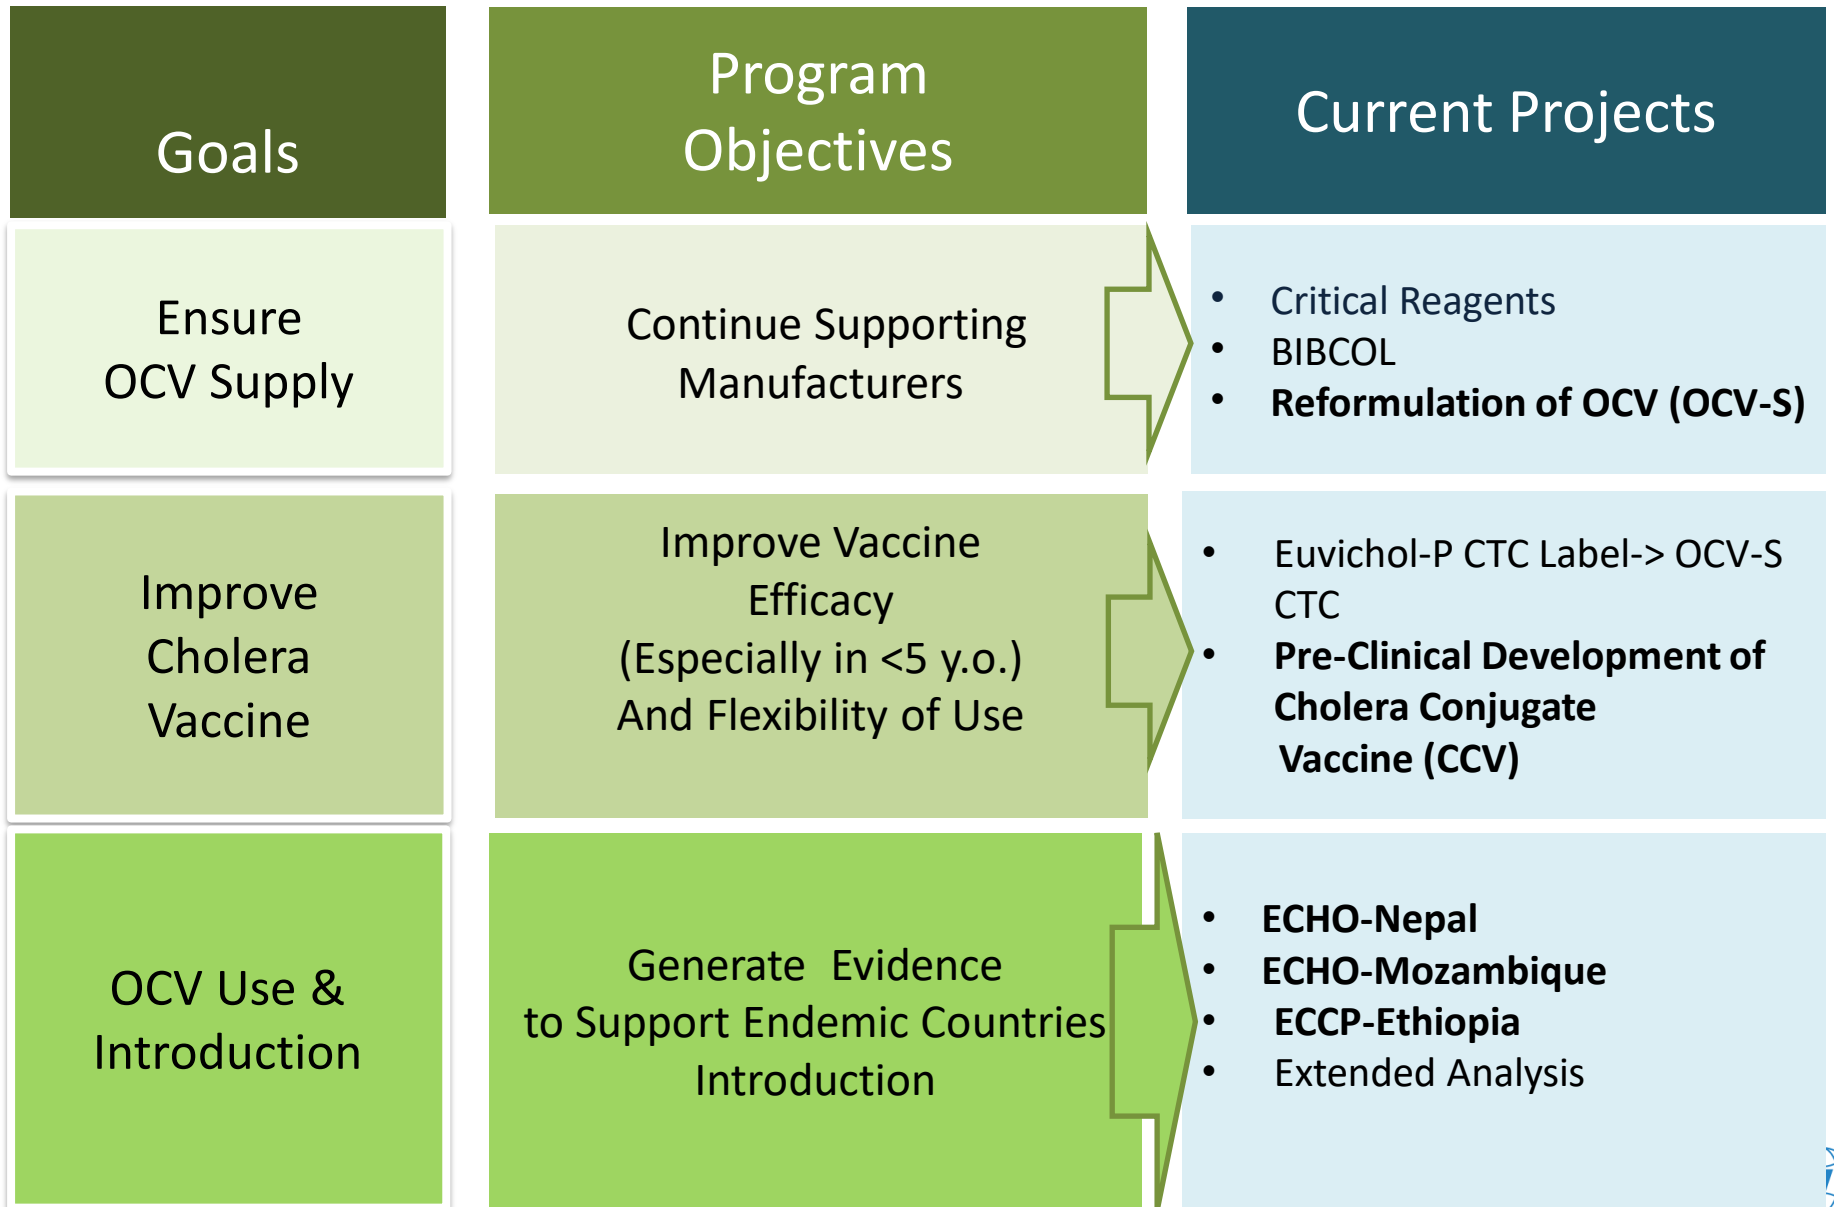 Goals
Program
Objectives
Current Projects
Ensure
OCV Supply
Continue Supporting
Manufacturers
• Critical Reagents
• BIBCOL
• Reformulation of OCV (OCV-S)
Improve
Cholera
Vaccine
Improve Vaccine
Efficacy
(Especially in <5 y.o.)
And Flexibility of Use
• Euvichol-P CTC Label-> OCV-S
CTC
• Pre-Clinical Development of
Cholera Conjugate
Vaccine (CCV)
OCV Use &
Introduction
Generate Evidence
to Support Endemic Countries
Introduction
• ECHO-Nepal
• ECHO-Mozambique
• ECCP-Ethiopia
• Extended Analysis